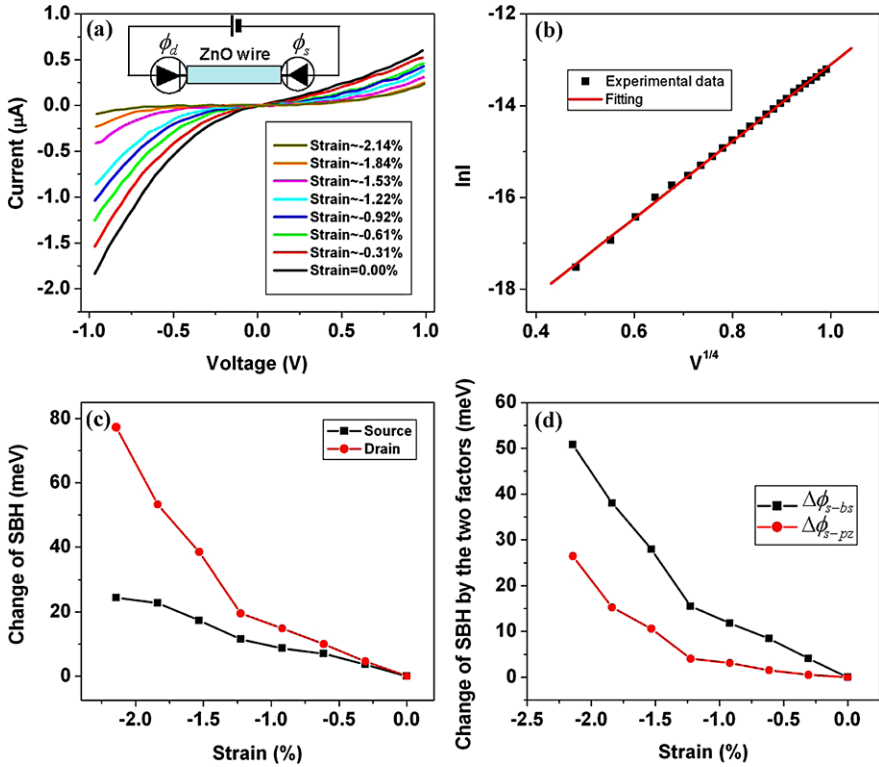 (a)
ϕd
ZnO wire
ϕs
Current (μA)
1.0
0.5
0.0
-0.5
-1.0
-1.5
-2.0
Strain~-2.14%
Strain~-1.84%
Strain~-1.53%
Strain~-1.22%
Strain~-0.92%
Strain~-0.61%
Strain~-0.31%
Strain=0.00%
-1.0 -0.5 0.0 0.5 1.0
Voltage (V)
(b)
Experimental data
Fitting
lnI
-14
-16
-18
0.4 0.6 0.8 1.0
V1/4
(c)
Source
Drain
Change of SBH (meV)
80
60
40
20
0
-2.0 -1.5 -1.0 -0.5 0.0
Strain (%)
(d)
Δϕs-bs
Δϕs-pz
Change of SBH by the two factors (meV)
60
50
40
30
20
10
0
-2.5 -2.0 -1.5 -1.0 -0.5 0.0
Strain (%)